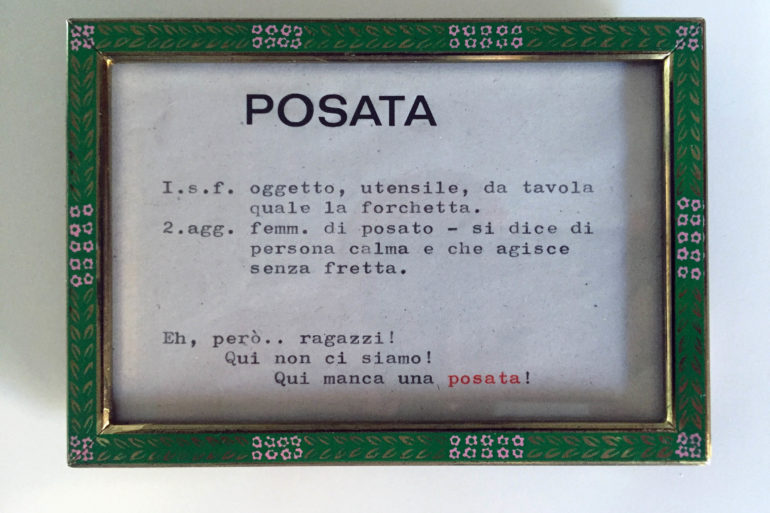 POSATA
I.s.f. oggetto, utensile, da tavola
quale la forchetta.
2.agg. femm. di posato - si dice di
persona calma e che agisce
senza fretta.
Eh, però.. ragazzi!
Qui non ci siamo!
Qui manca una posata!